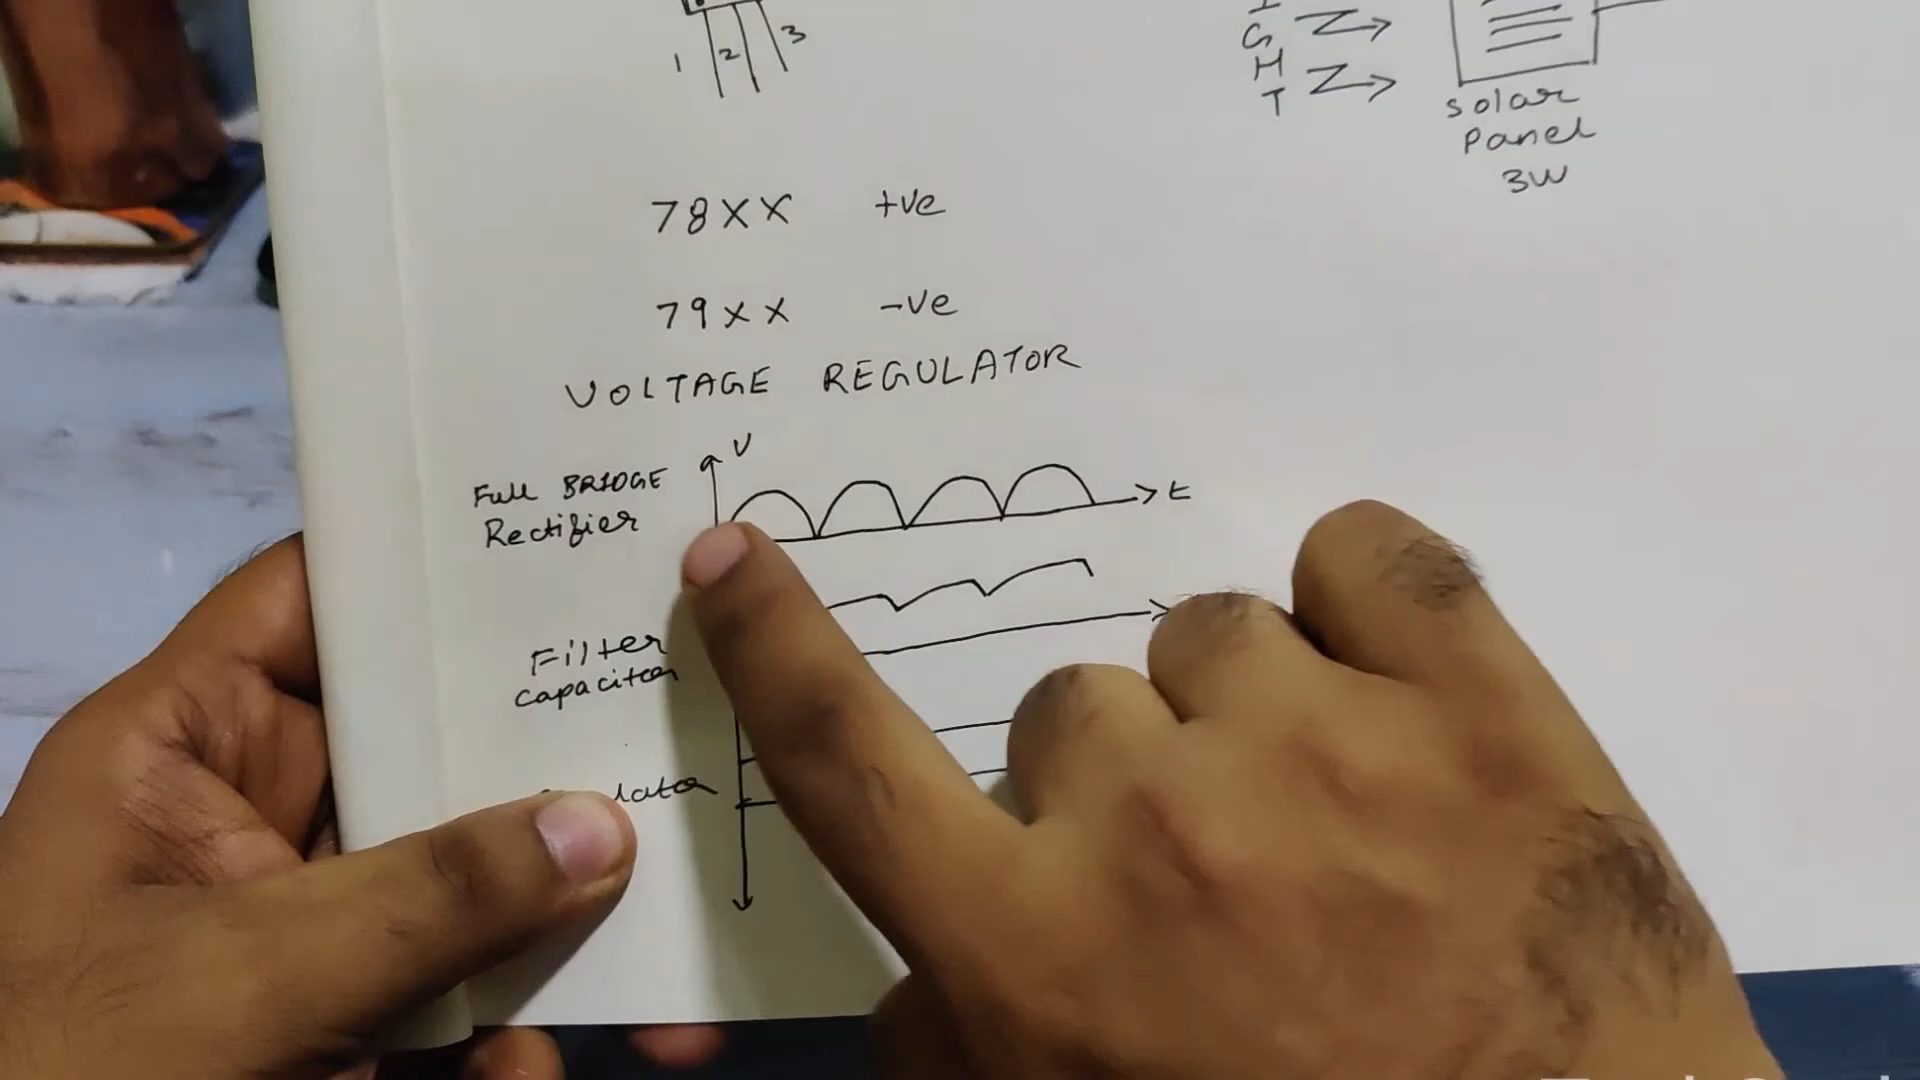 1 2 3
78XX +ve
79XX -ve
VOLTAGE REGULATOR
Full BRIDGE
Rectifier
V
t
Filter
capacitor
G
H
T
solar
Panel
3W